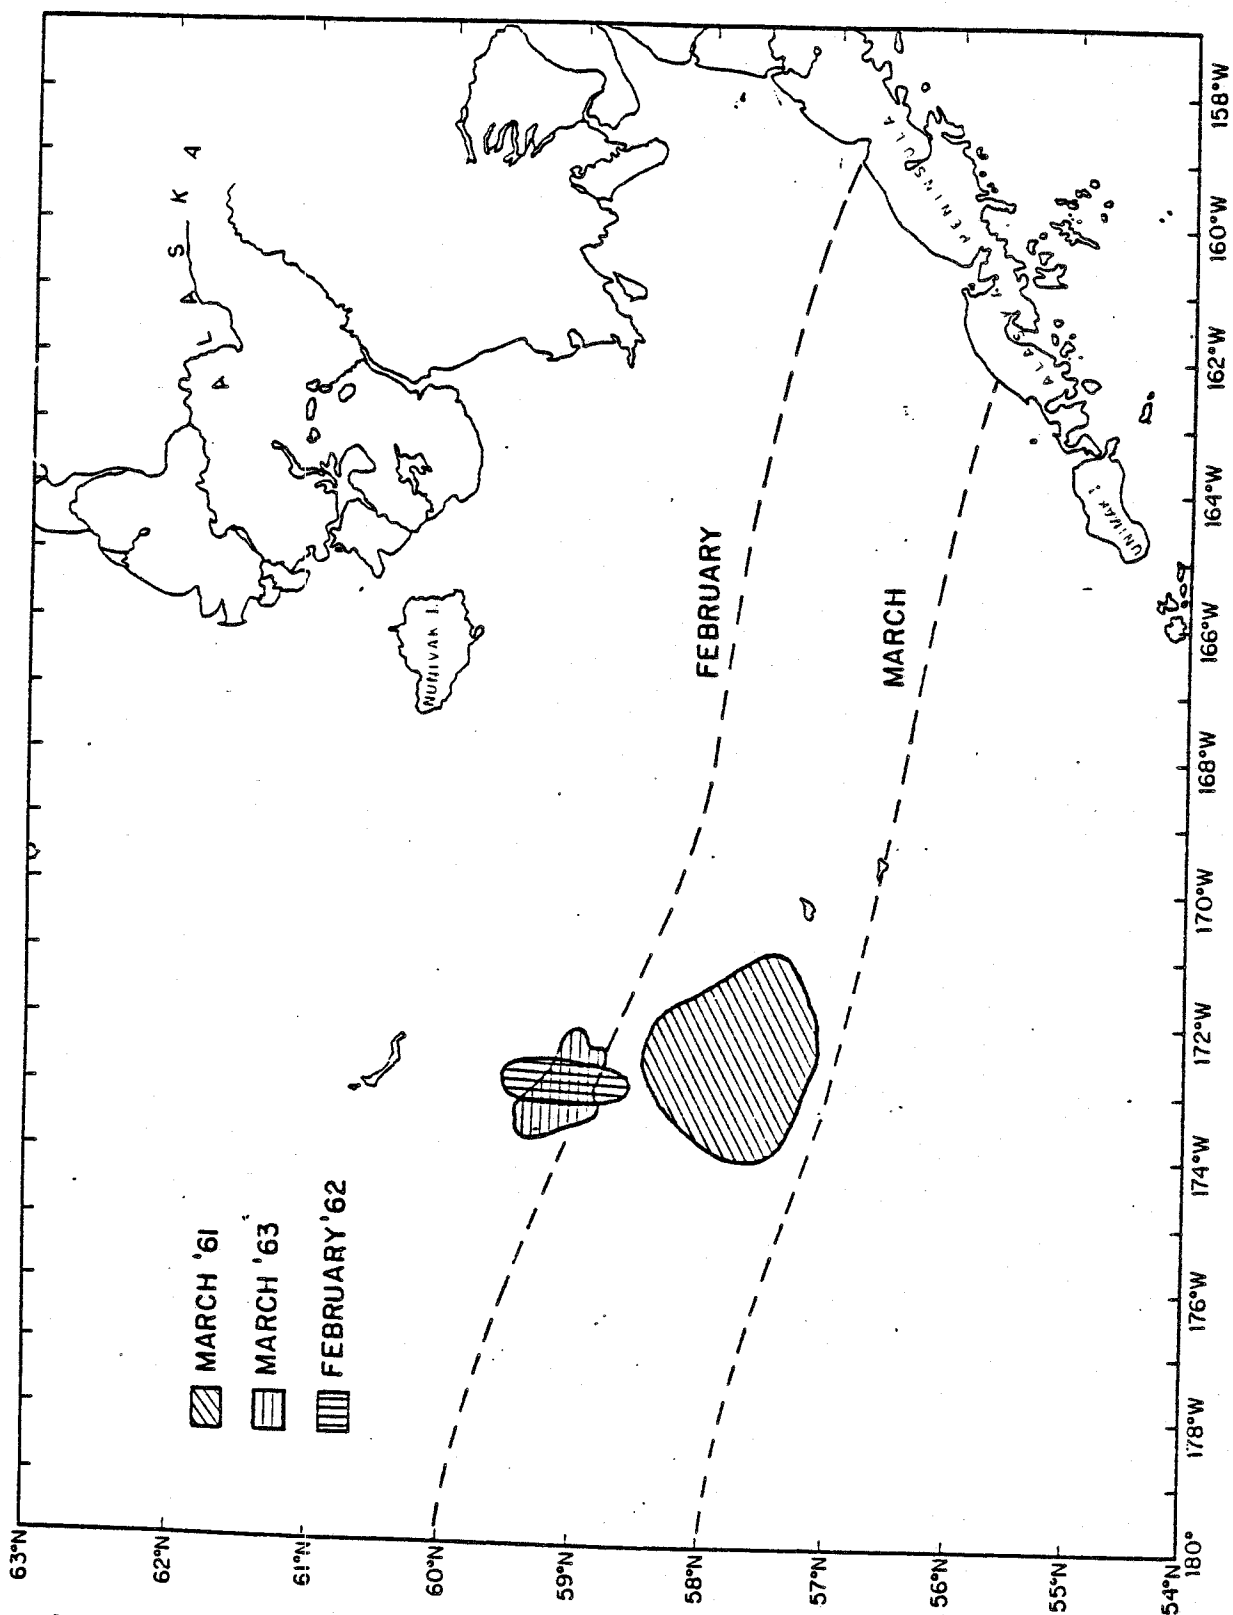 63°N
62°N
61°N
60°N
59°N
58°N
57°N
56°N
55°N
54°N
180°
178°W
176°W
174°W
172°W
170°W
168°W
166°W
164°W
162°W
160°W
158°W
MARCH '61
MARCH '63
FEBRUARY '62
FEBRUARY
MARCH
NUNIVAK I.
A L A S K A
UNIMAK I.
ALASKA PENINSULA